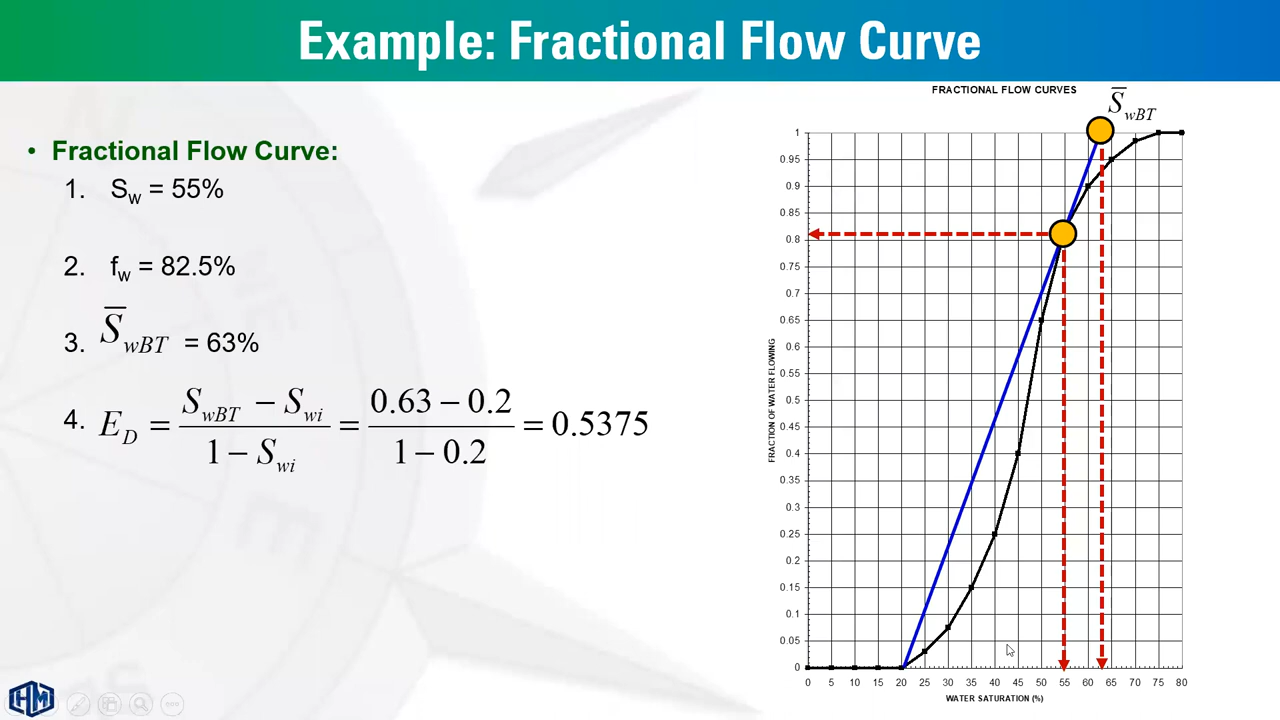 Example: Fractional Flow Curve
• Fractional Flow Curve:
1. Sw = 55%
2. fw = 82.5%
3. S̅wBT = 63%
4. E_D = (S_wBT − S_wi) / (1 − S_wi) = (0.63 − 0.2) / (1 − 0.2) = 0.5375
FRACTIONAL FLOW CURVES
S̅wBT
FRACTION OF WATER FLOWING
1
0.95
0.9
0.85
0.8
0.75
0.7
0.65
0.6
0.55
0.5
0.45
0.4
0.35
0.3
0.25
0.2
0.15
0.1
0.05
0
0 5 10 15 20 25 30 35 40 45 50 55 60 65 70 75 80
WATER SATURATION (%)